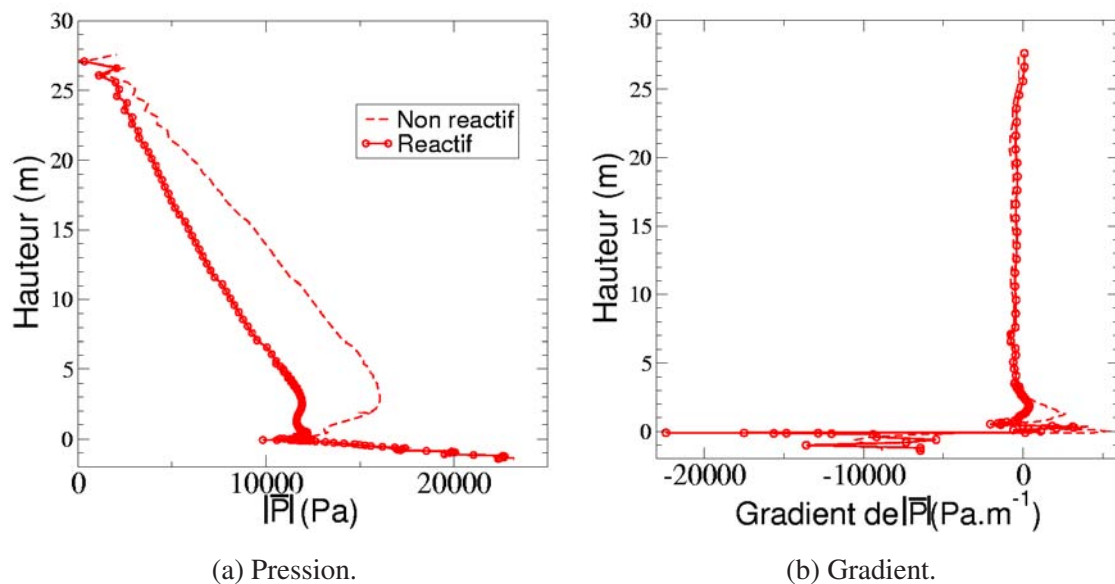 30
25
20
15
10
5
0
Hauteur (m)
Non reactif
Reactif
0
10000
20000
|P̅| (Pa)
30
25
20
15
10
5
0
Hauteur (m)
-20000
-10000
0
Gradient de|P̅|(Pa.m⁻¹)
(a) Pression.
(b) Gradient.